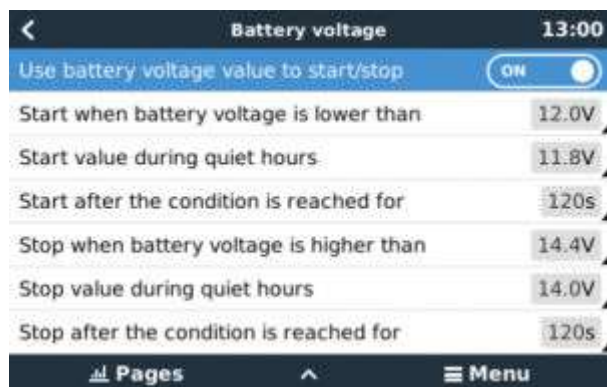 Battery voltage 13:00
Use battery voltage value to start/stop ON
Start when battery voltage is lower than 12.0V
Start value during quiet hours 11.8V
Start after the condition is reached for 120s
Stop when battery voltage is higher than 14.4V
Stop value during quiet hours 14.0V
Stop after the condition is reached for 120s
Pages Menu